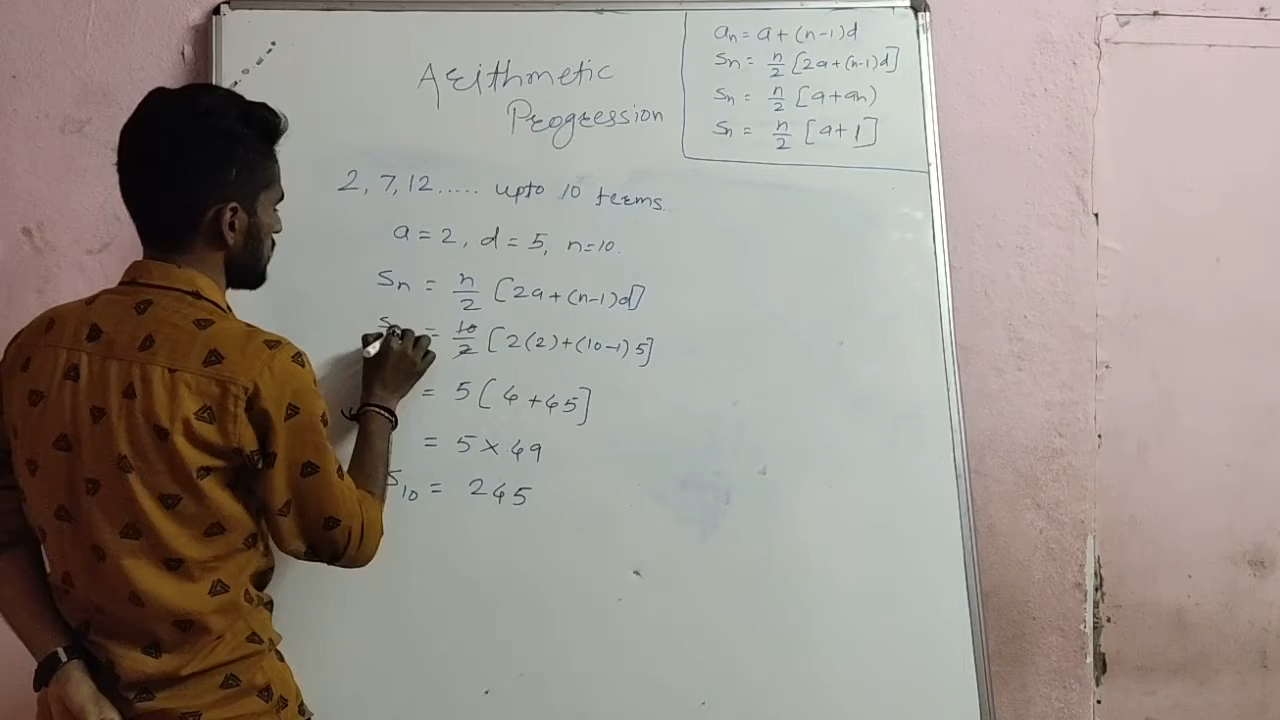 Arithmetic
Progression
an = a + (n-1)d
Sn = n/2 [2a+(n-1)d]
Sn = n/2 [a+an)
Sn = n/2 [a+l]
2, 7, 12..... upto 10 terms.
a = 2, d = 5, n=10.
Sn = n/2 [2a+(n-1)d]
S = 10/2 [2(2)+(10-1)5]
= 5[4+45]
= 5×49
S10 = 245